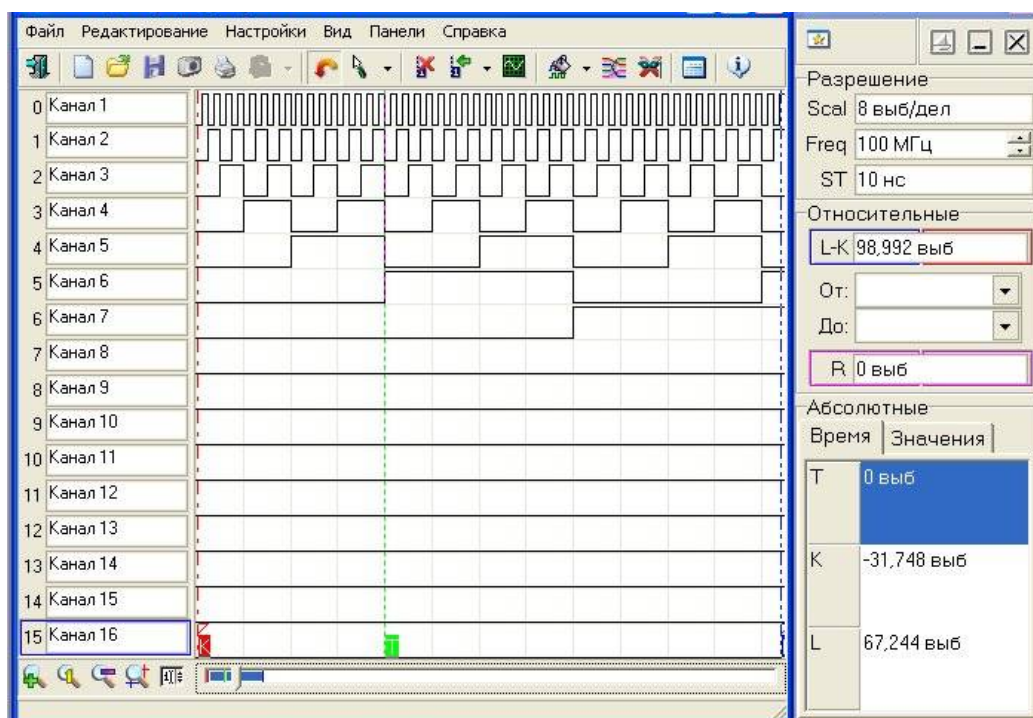 Файл Редактирование Настройки Вид Панели Справка
0 Канал 1
1 Канал 2
2 Канал 3
3 Канал 4
4 Канал 5
5 Канал 6
6 Канал 7
7 Канал 8
8 Канал 9
9 Канал 10
10 Канал 11
11 Канал 12
12 Канал 13
13 Канал 14
14 Канал 15
15 Канал 16
K T
Разрешение
Scal 8 выб/дел
Freq 100 МГц
ST 10 нс
Относительные
L-K 98,992 выб
От:
До:
R 0 выб
Абсолютные
Время Значения
T 0 выб
K -31,748 выб
L 67,244 выб